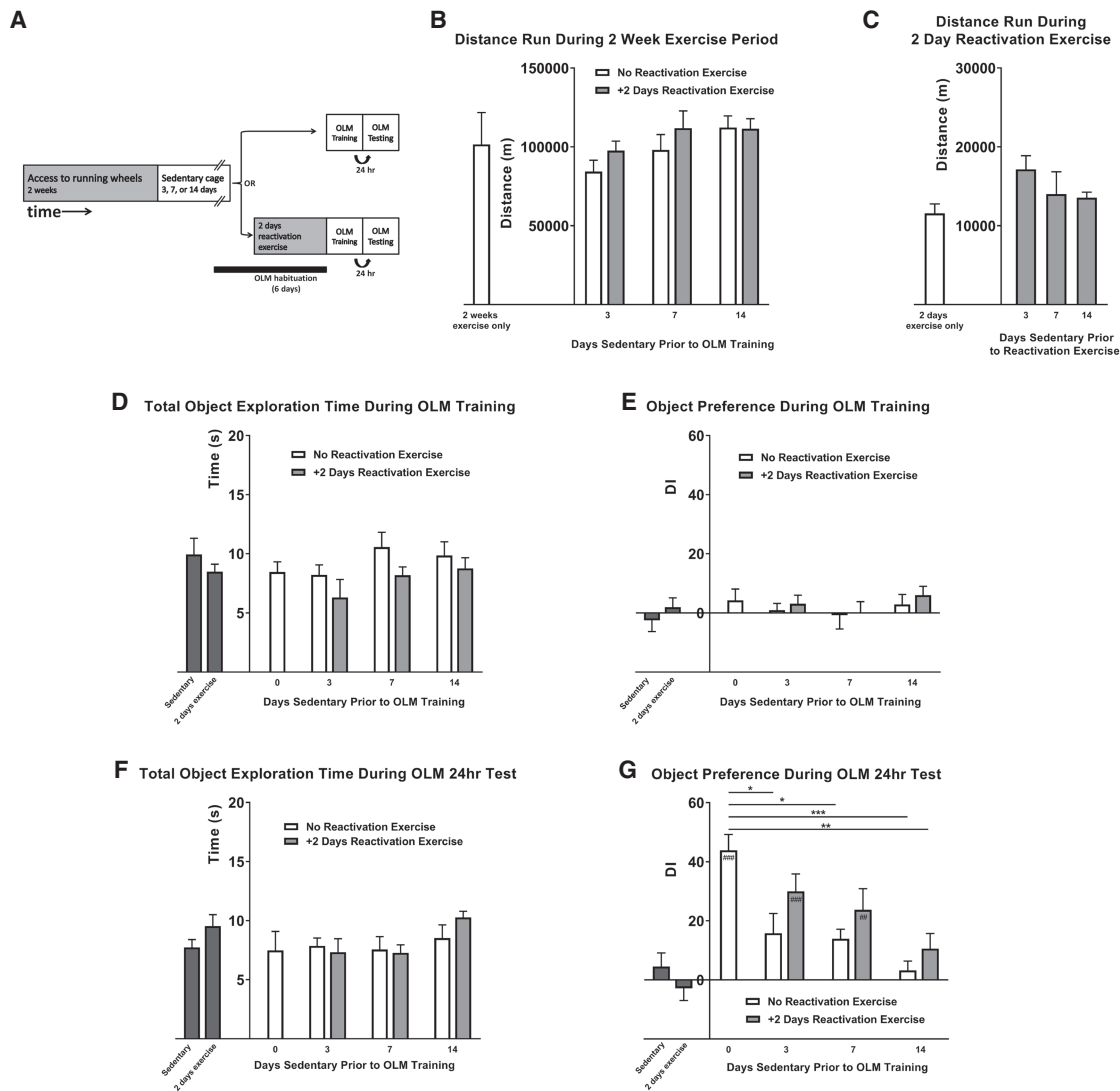 A
OLM
Training
OLM
Testing
24 hr
Access to running wheels
2 weeks
Sedentary cage
3, 7, or 14 days
OR
time
2 days
reactivation
exercise
OLM
Training
OLM
Testing
24 hr
OLM habituation
(6 days)
B
Distance Run During 2 Week Exercise Period
Distance (m)
150000
100000
50000
No Reactivation Exercise
+2 Days Reactivation Exercise
2 weeks
exercise only
3
7
14
Days Sedentary Prior to OLM Training
C
Distance Run During
2 Day Reactivation Exercise
Distance (m)
30000
20000
10000
2 days
exercise only
3
7
14
Days Sedentary Prior
to Reactivation Exercise
D
Total Object Exploration Time During OLM Training
Time (s)
20
15
10
5
No Reactivation Exercise
+2 Days Reactivation Exercise
Sedentary
2 days exercise
0
3
7
14
Days Sedentary Prior to OLM Training
E
Object Preference During OLM Training
DI
60
40
20
0
No Reactivation Exercise
+2 Days Reactivation Exercise
Sedentary
2 days exercise
0
3
7
14
Days Sedentary Prior to OLM Training
F
Total Object Exploration Time During OLM 24hr Test
Time (s)
20
15
10
5
No Reactivation Exercise
+2 Days Reactivation Exercise
Sedentary
2 days exercise
0
3
7
14
Days Sedentary Prior to OLM Training
G
Object Preference During OLM 24hr Test
*
*
***
**
DI
60
40
20
0
###
###
##
No Reactivation Exercise
+2 Days Reactivation Exercise
Sedentary
2 days exercise
0
3
7
14
Days Sedentary Prior to OLM Training